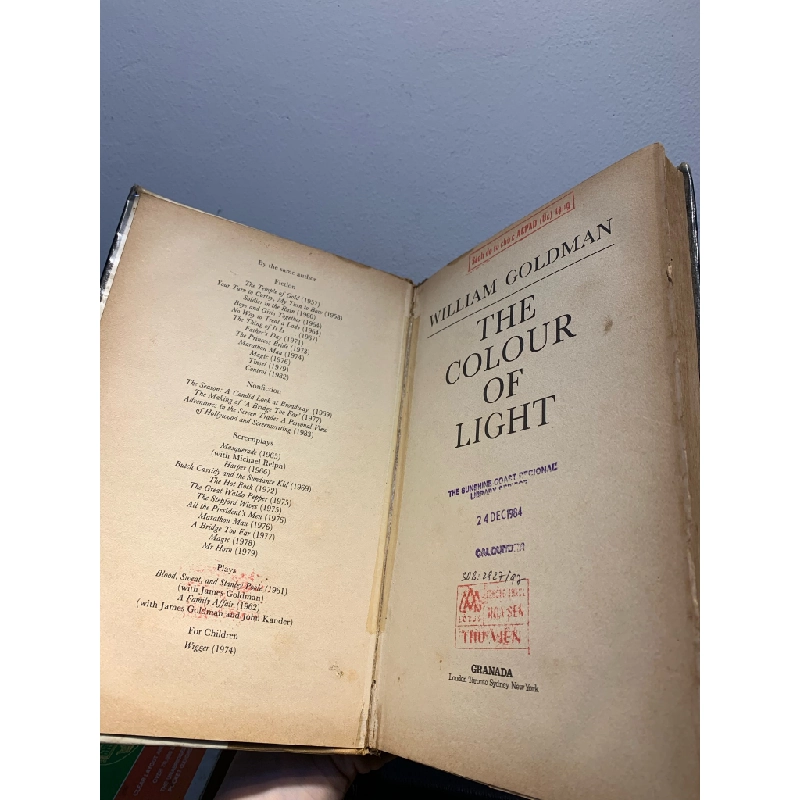 By the same author
Fiction
The Temple of Gold (1957)
Your Turn to Curtsy, My Turn to Bow (1958)
Soldier in the Rain (1960)
Boys and Girls Together (1964)
No Way to Treat a Lady (1964)
The Thing of It Is (1967)
Father's Day (1971)
The Princess Bride (1973)
Marathon Man (1974)
Magic (1976)
Tinsel (1979)
Control (1982)
Nonfiction
The Season: A Candid Look at Broadway (1969)
The Making of 'A Bridge Too Far' (1977)
Adventures in the Screen Trade: A Personal View
of Hollywood and Screenwriting (1983)
Screenplays
Masquerade (1965)
(with Michael Relph)
Harper (1966)
Butch Cassidy and the Sundance Kid (1969)
The Hot Rock (1972)
The Great Waldo Pepper (1975)
The Stepford Wives (1975)
All the President's Men (1976)
Marathon Man (1976)
A Bridge Too Far (1977)
Magic (1978)
Mr Horn (1979)
Plays
Blood, Sweat, and Stanley Poole (1961)
(with James Goldman)
A Family Affair (1962)
(with James Goldman and John Kander)
For Children
Wigger (1974)
WILLIAM GOLDMAN
THE
COLOUR
OF
LIGHT
THE SUNSHINE COAST REGIONAL
LIBRARY SERVICE
24 DEC 1984
CALOUNDRA
LOTUS
THƯ VIỆN
GRANADA
London Toronto Sydney New York